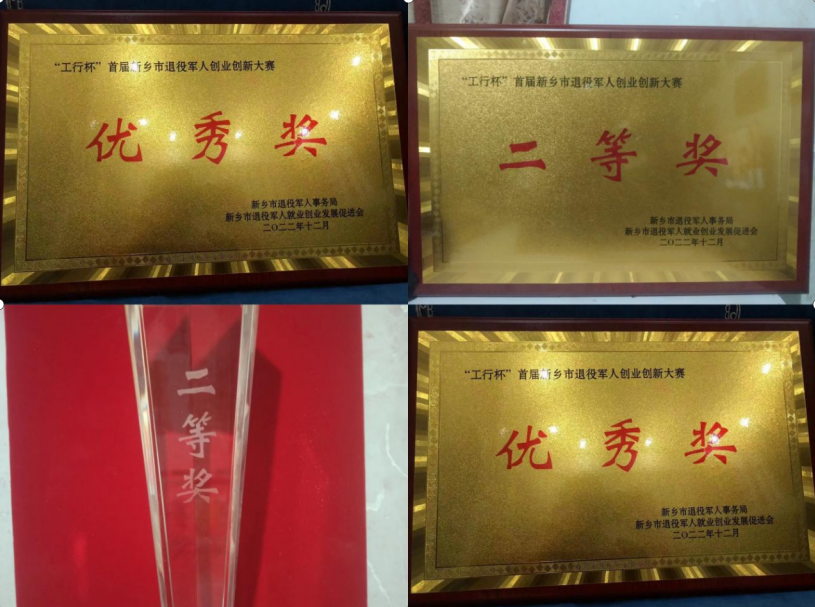 “工行杯”首届新乡市退役军人创业创新大赛
优秀奖
新乡市退役军人事务局
新乡市退役军人就业创业发展促进会
二〇二二年十二月
“工行杯”首届新乡市退役军人创业创新大赛
二等奖
新乡市退役军人事务局
新乡市退役军人就业创业发展促进会
二〇二二年十二月
二等奖
“工行杯”首届新乡市退役军人创业创新大赛
优秀奖
新乡市退役军人事务局
新乡市退役军人就业创业发展促进会
二〇二二年十二月